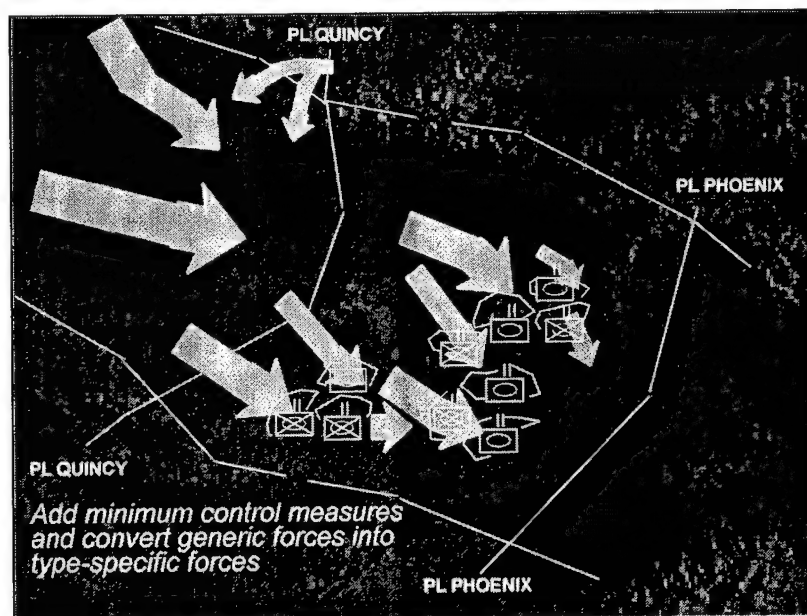 PL QUINCY
PL PHOENIX
PL QUINCY
Add minimum control measures
and convert generic forces into
type-specific forces
PL PHOENIX